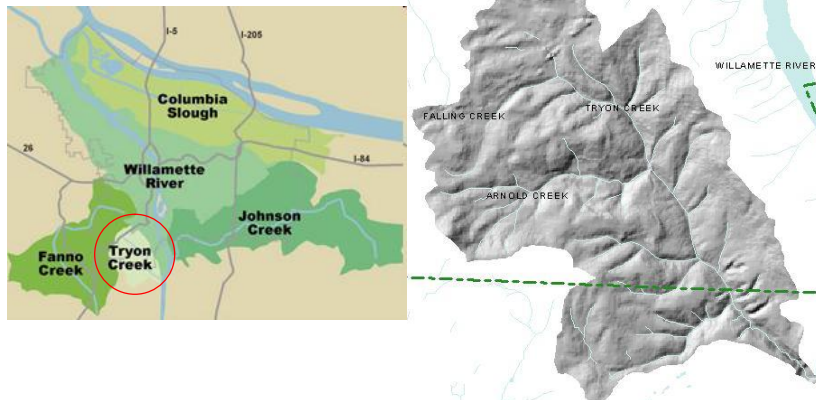 I-5
I-205
Columbia
Slough
26
I-84
Willamette
River
Johnson
Creek
Fanno
Creek
Tryon
Creek
WILLAMETTE RIVER
TRYON CREEK
FALLING CREEK
ARNOLD CREEK